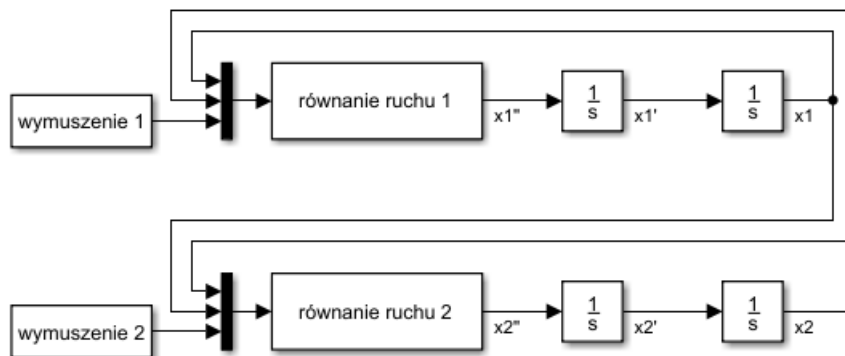 wymuszenie 1
równanie ruchu 1
x1"
1
s
x1'
1
s
x1
wymuszenie 2
równanie ruchu 2
x2"
1
s
x2'
1
s
x2